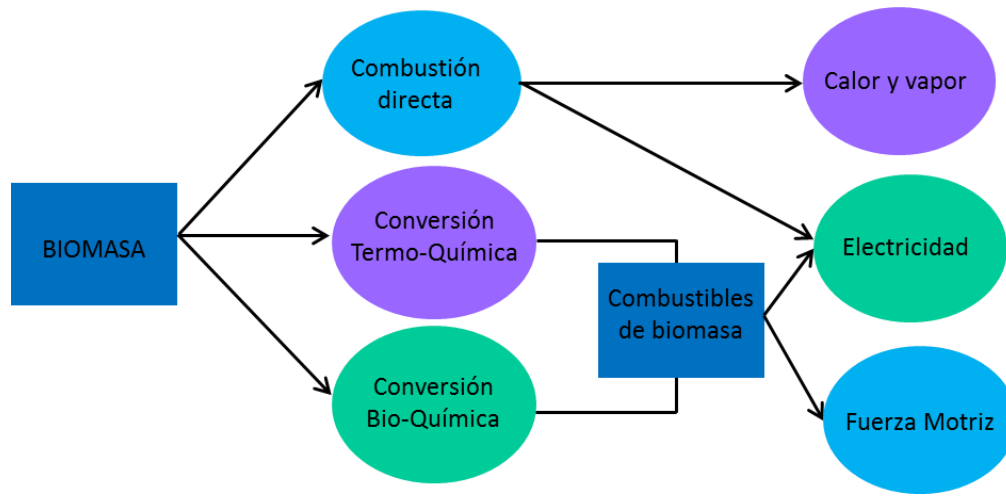 Combustión
directa
Calor y vapor
BIOMASA
Conversión
Termo-Química
Electricidad
Combustibles
de biomasa
Conversión
Bio-Química
Fuerza Motriz